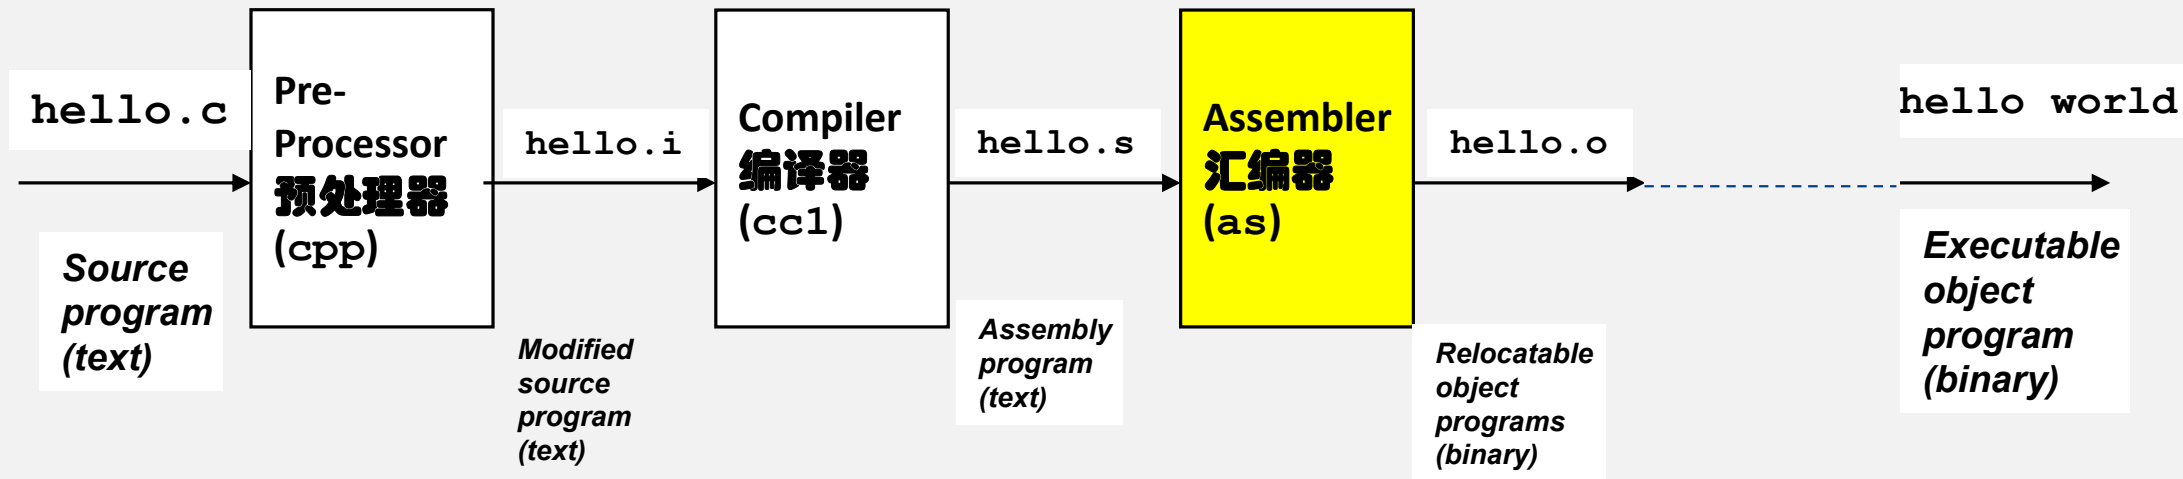 hello.c
Source
program
(text)
Pre-
Processor
预处理器
(cpp)
hello.i
Modified
source
program
(text)
Compiler
编译器
(cc1)
hello.s
Assembly
program
(text)
Assembler
汇编器
(as)
hello.o
Relocatable
object
programs
(binary)
hello world
Executable
object
program
(binary)